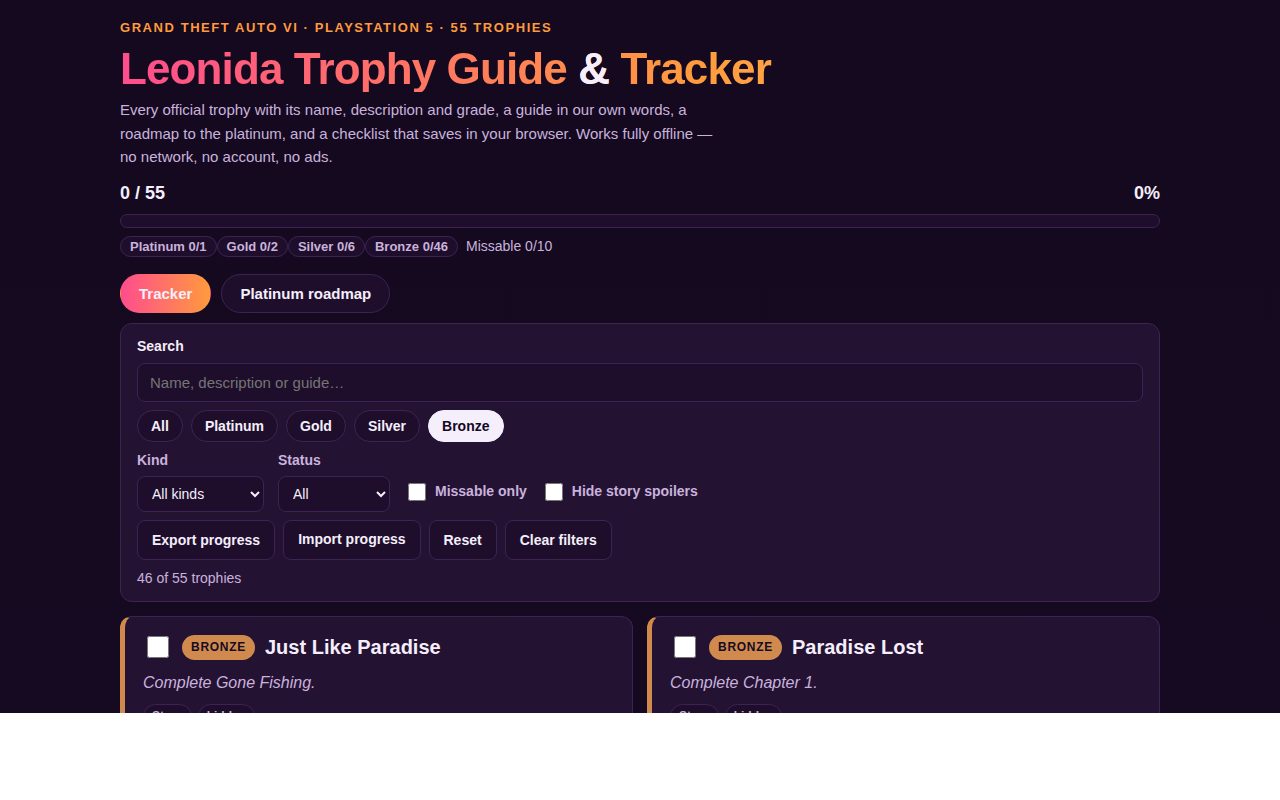 GRAND THEFT AUTO VI · PLAYSTATION 5 · 55 TROPHIES
Leonida Trophy Guide & Tracker
Every official trophy with its name, description and grade, a guide in our own words, a
roadmap to the platinum, and a checklist that saves in your browser. Works fully offline —
no network, no account, no ads.
0 / 55 0%
Platinum 0/1 Gold 0/2 Silver 0/6 Bronze 0/46 Missable 0/10
Tracker Platinum roadmap
Search
Name, description or guide…
All Platinum Gold Silver Bronze
Kind Status
All kinds All Missable only Hide story spoilers
Export progress Import progress Reset Clear filters
46 of 55 trophies
BRONZE Just Like Paradise
Complete Gone Fishing.
BRONZE Paradise Lost
Complete Chapter 1.